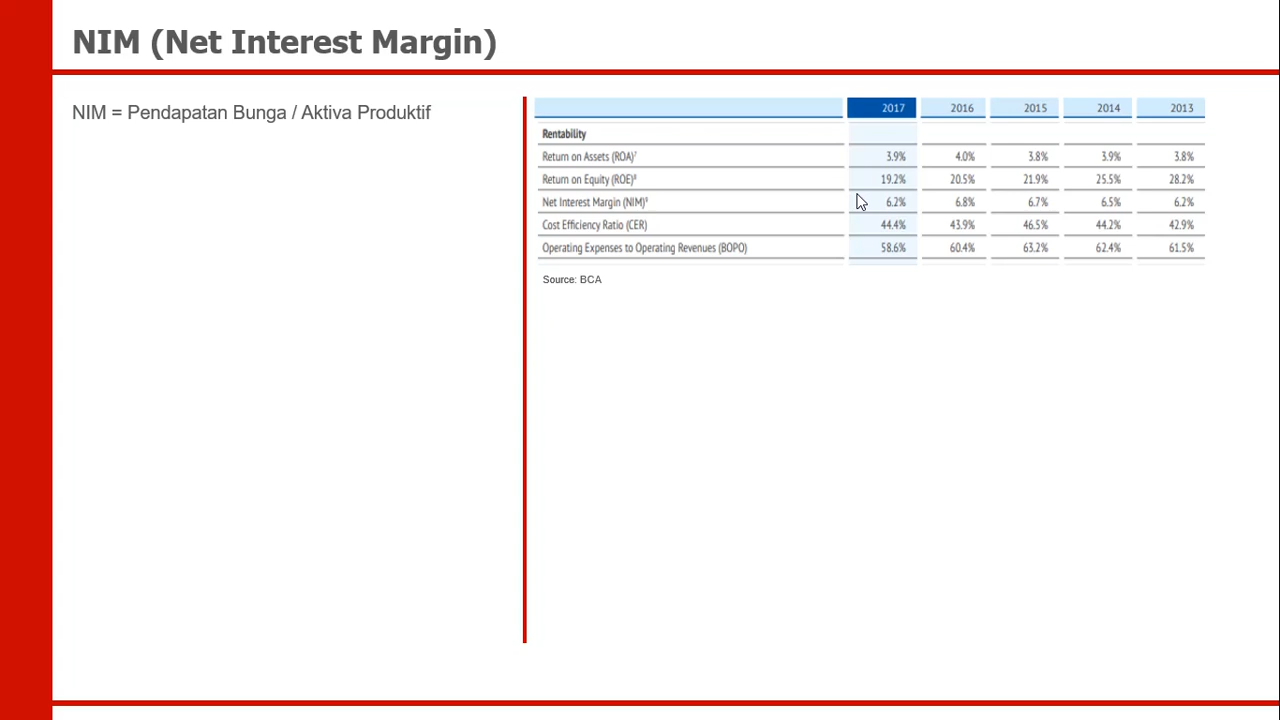 NIM (Net Interest Margin)
NIM = Pendapatan Bunga / Aktiva Produktif
2017 2016 2015 2014 2013
Rentability
Return on Assets (ROA)⁷ 3.9% 4.0% 3.8% 3.9% 3.8%
Return on Equity (ROE)⁸ 19.2% 20.5% 21.9% 25.5% 28.2%
Net Interest Margin (NIM)⁹ 6.2% 6.8% 6.7% 6.5% 6.2%
Cost Efficiency Ratio (CER) 44.4% 43.9% 46.5% 44.2% 42.9%
Operating Expenses to Operating Revenues (BOPO) 58.6% 60.4% 63.2% 62.4% 61.5%
Source: BCA